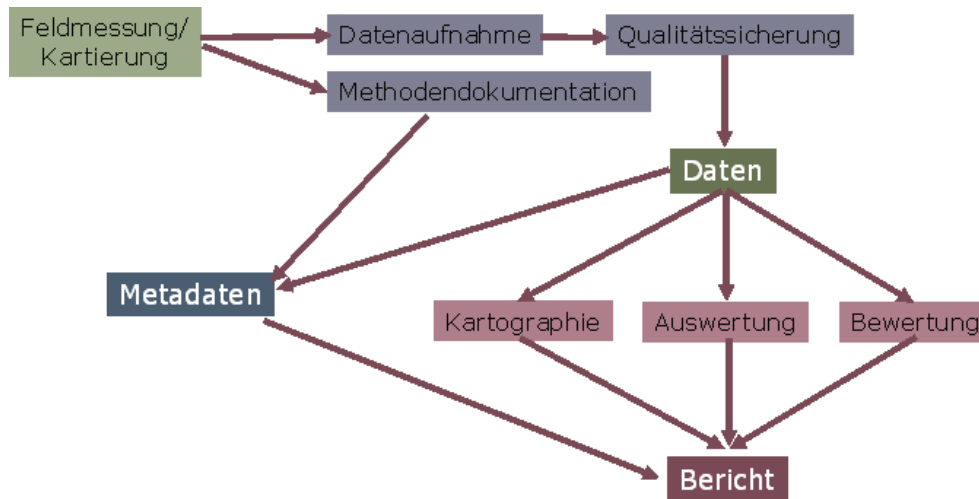 Feldmessung/
Kartierung
Datenaufnahme
Qualitätssicherung
Methodendokumentation
Daten
Metadaten
Kartographie
Auswertung
Bewertung
Bericht